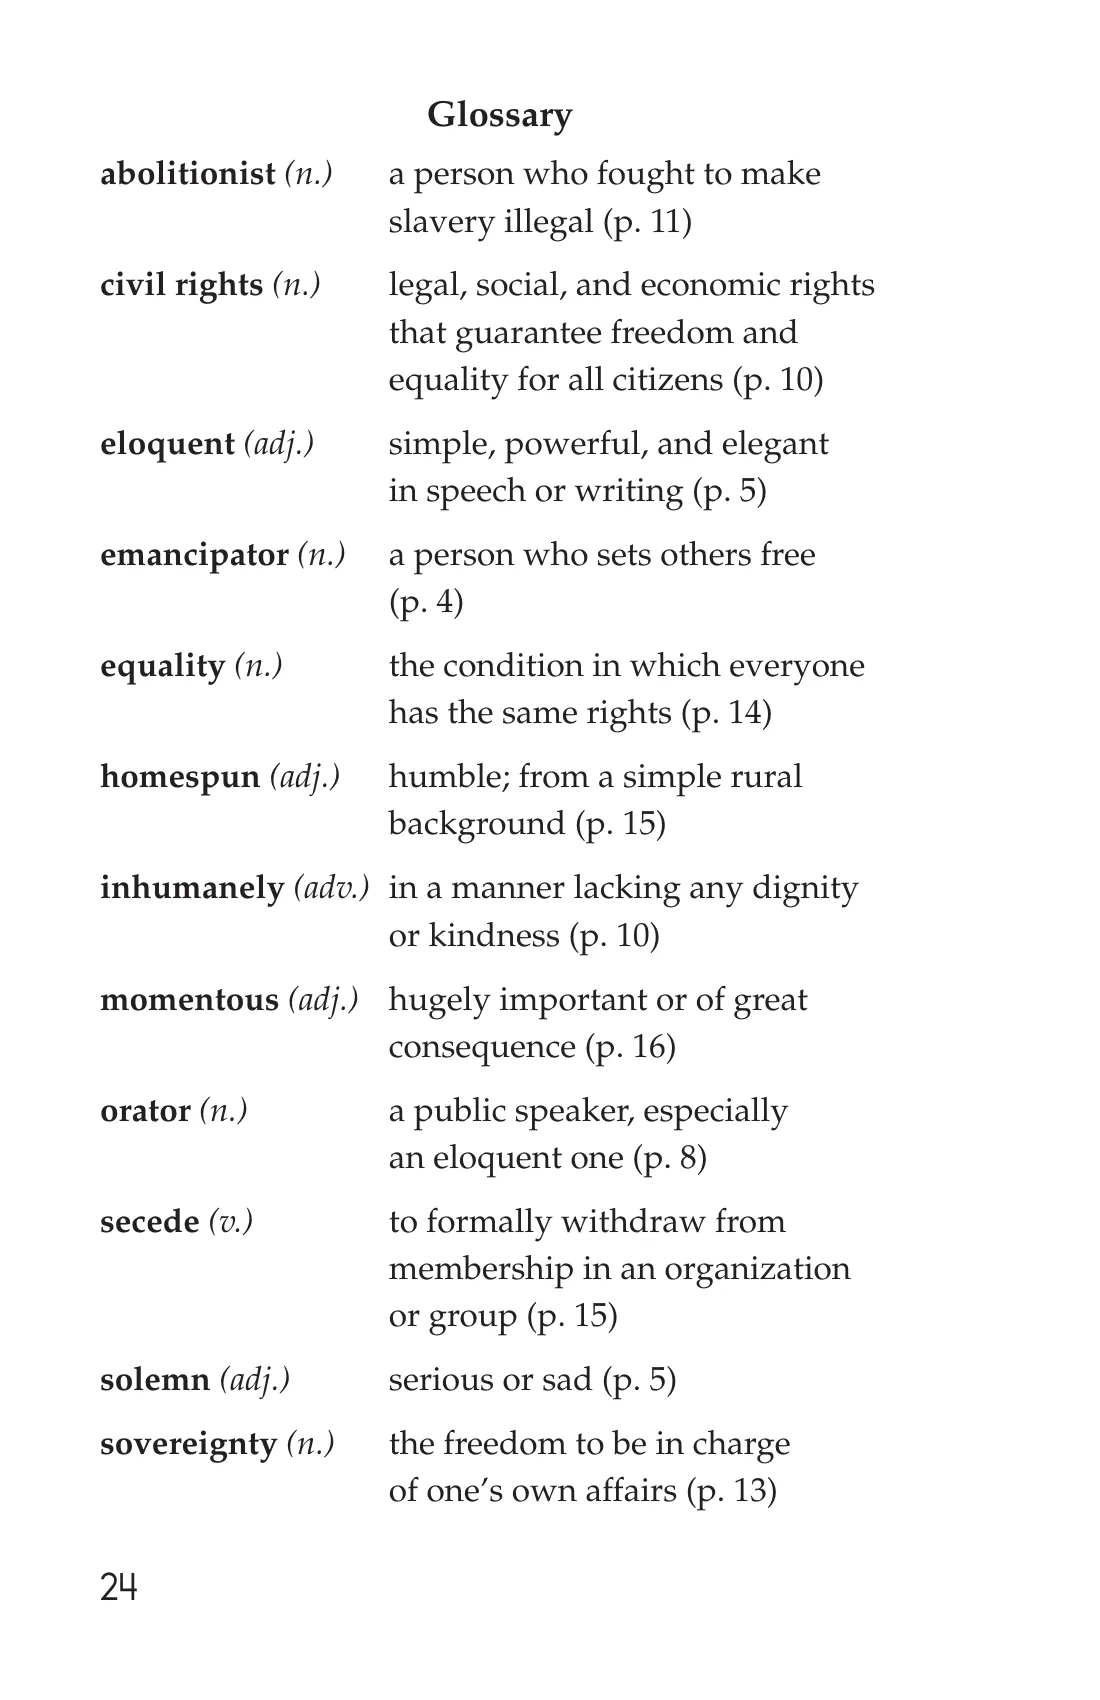 Glossary
abolitionist (n.) a person who fought to make
slavery illegal (p. 11)
civil rights (n.) legal, social, and economic rights
that guarantee freedom and
equality for all citizens (p. 10)
eloquent (adj.) simple, powerful, and elegant
in speech or writing (p. 5)
emancipator (n.) a person who sets others free
(p. 4)
equality (n.) the condition in which everyone
has the same rights (p. 14)
homespun (adj.) humble; from a simple rural
background (p. 15)
inhumanely (adv.) in a manner lacking any dignity
or kindness (p. 10)
momentous (adj.) hugely important or of great
consequence (p. 16)
orator (n.) a public speaker, especially
an eloquent one (p. 8)
secede (v.) to formally withdraw from
membership in an organization
or group (p. 15)
solemn (adj.) serious or sad (p. 5)
sovereignty (n.) the freedom to be in charge
of one’s own affairs (p. 13)
24